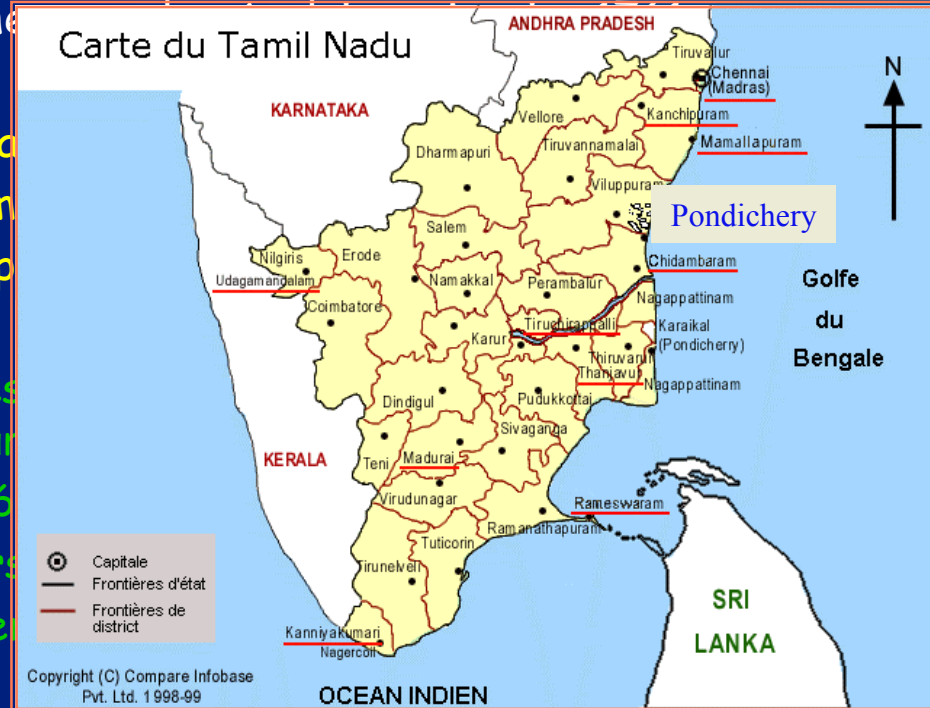 Carte du Tamil Nadu
ANDHRA PRADESH
Tiruvallur
Chennai
(Madras)
N
KARNATAKA
Vellore
Kanchipuram
Tiruvannamalai
Mamallapuram
Dharmapuri
Viluppuram
Pondichery
Salem
Nilgiris
Erode
Chidambaram
Udagamandalam
Namakkal
Perambalur
Golfe
du
Bengale
Coimbatore
Nagappattinam
Tiruchirappalli
Karaikal
(Pondicherry)
Karur
Thiruvarur
Thanjavur
Nagappattinam
Dindigul
Pudukkottai
Sivaganga
KERALA
Teni
Madurai
Virudunagar
Rameswaram
Ramanathapuram
Tuticorin
Tirunelveli
Capitale
Frontières d'état
Frontières de
district
SRI
LANKA
Kanniyakumari
Nagercoil
Copyright (C) Compare Infobase
Pvt. Ltd. 1998-99
OCEAN INDIEN